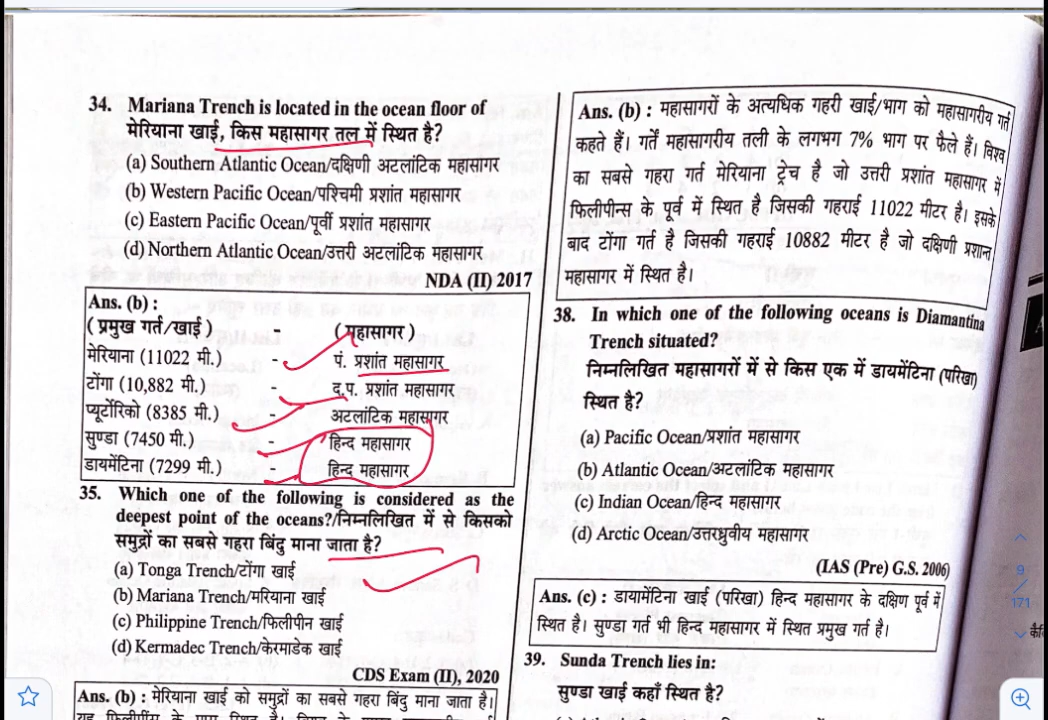 34. Mariana Trench is located in the ocean floor of
मेरियाना खाई, किस महासागर तल में स्थित है?
(a) Southern Atlantic Ocean/दक्षिणी अटलांटिक महासागर
(b) Western Pacific Ocean/पश्चिमी प्रशांत महासागर
(c) Eastern Pacific Ocean/पूर्वी प्रशांत महासागर
(d) Northern Atlantic Ocean/उत्तरी अटलांटिक महासागर
NDA (II) 2017
Ans. (b) :
( प्रमुख गर्त/खाई ) - ( महासागर )
मेरियाना (11022 मी.) - पं. प्रशांत महासागर
टोंगा (10,882 मी.) - द.प. प्रशांत महासागर
प्यूर्टोरिको (8385 मी.) - अटलांटिक महासागर
सुण्डा (7450 मी.) - हिन्द महासागर
डायमेंटिना (7299 मी.) - हिन्द महासागर
35. Which one of the following is considered as the
deepest point of the oceans?/निम्नलिखित में से किसको
समुद्रों का सबसे गहरा बिंदु माना जाता है?
(a) Tonga Trench/टोंगा खाई
(b) Mariana Trench/मरियाना खाई
(c) Philippine Trench/फिलीपीन खाई
(d) Kermadec Trench/केरमाडेक खाई
CDS Exam (II), 2020
Ans. (b) : मेरियाना खाई को समुद्रों का सबसे गहरा बिंदु माना जाता है।
Ans. (b) : महासागरों के अत्यधिक गहरी खाई/भाग को महासागरीय गर्त
कहते हैं। गर्तें महासागरीय तली के लगभग 7% भाग पर फैले हैं। विश्व
का सबसे गहरा गर्त मेरियाना ट्रेंच है जो उत्तरी प्रशांत महासागर में
फिलीपीन्स के पूर्व में स्थित है जिसकी गहराई 11022 मीटर है। इसके
बाद टोंगा गर्त है जिसकी गहराई 10882 मीटर है जो दक्षिणी प्रशान्त
महासागर में स्थित है।
38. In which one of the following oceans is Diamantina
Trench situated?
निम्नलिखित महासागरों में से किस एक में डायमेंटिना (परिखा)
स्थित है?
(a) Pacific Ocean/प्रशांत महासागर
(b) Atlantic Ocean/अटलांटिक महासागर
(c) Indian Ocean/हिन्द महासागर
(d) Arctic Ocean/उत्तरध्रुवीय महासागर
(IAS (Pre) G.S. 2006)
Ans. (c) : डायामेंटिना खाई (परिखा) हिन्द महासागर के दक्षिण पूर्व में
स्थित है। सुण्डा गर्त भी हिन्द महासागर में स्थित प्रमुख गर्त है।
39. Sunda Trench lies in:
सुण्डा खाई कहाँ स्थित है?
9
171